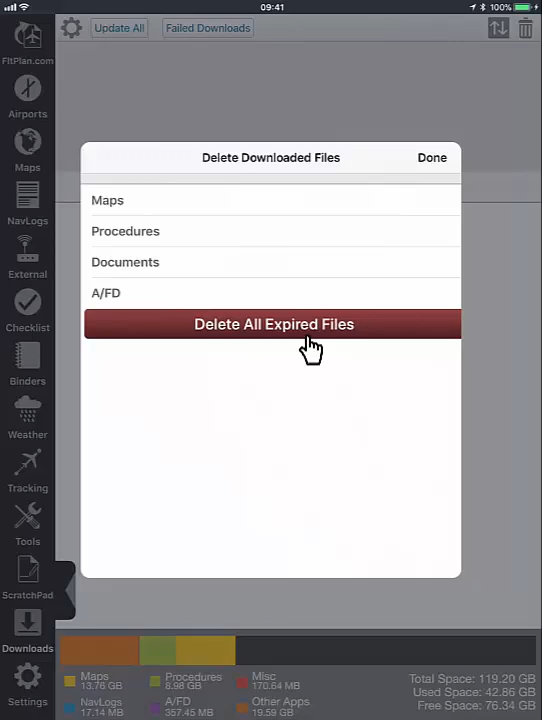 09:41
100%
Update All
Failed Downloads
FltPlan.com
Airports
Maps
NavLogs
External
Checklist
Binders
Weather
Tracking
Tools
ScratchPad
Downloads
Settings
Delete Downloaded Files
Done
Maps
Procedures
Documents
A/FD
Delete All Expired Files
Maps
13.76 GB
Procedures
8.98 GB
Misc
170.64 MB
NavLogs
17.14 MB
A/FD
357.45 MB
Other Apps
19.59 GB
Total Space: 119.20 GB
Used Space: 42.86 GB
Free Space: 76.34 GB